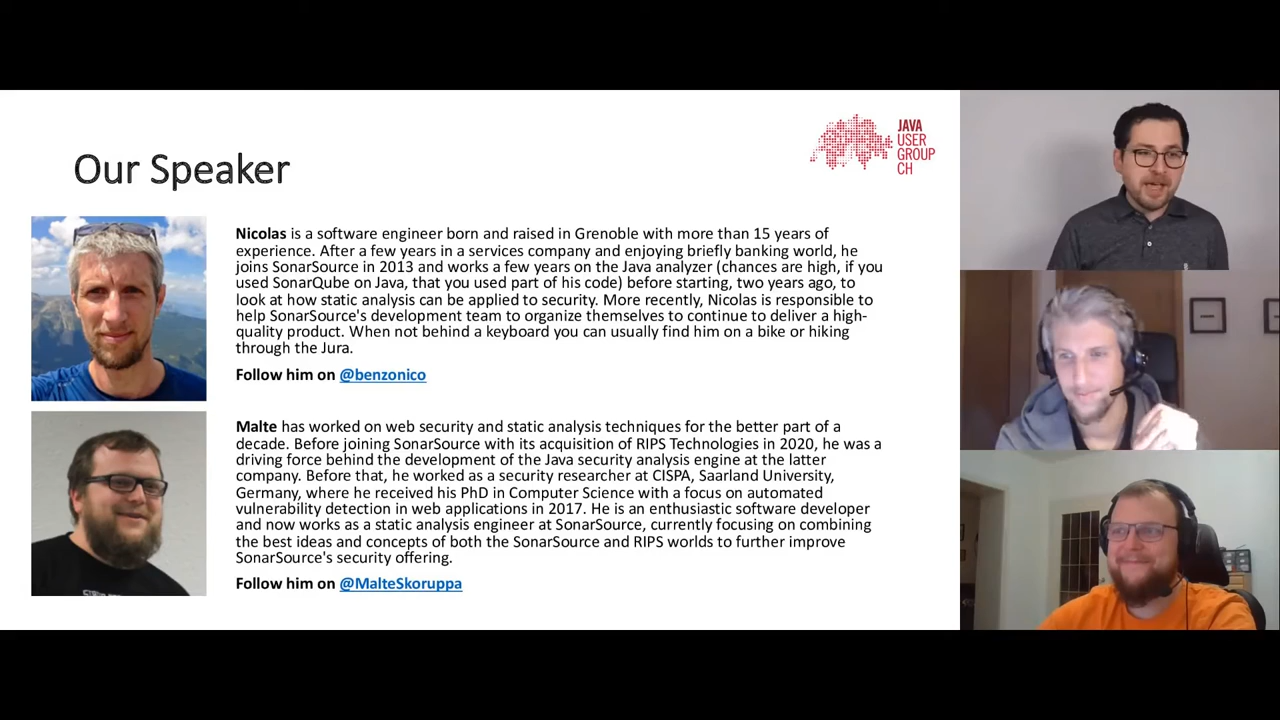 Our Speaker
JAVA
USER
GROUP
CH
Nicolas is a software engineer born and raised in Grenoble with more than 15 years of
experience. After a few years in a services company and enjoying briefly banking world, he
joins SonarSource in 2013 and works a few years on the Java analyzer (chances are high, if you
used SonarQube on Java, that you used part of his code) before starting, two years ago, to
look at how static analysis can be applied to security. More recently, Nicolas is responsible to
help SonarSource's development team to organize themselves to continue to deliver a high-
quality product. When not behind a keyboard you can usually find him on a bike or hiking
through the Jura.
Follow him on @benzonico
Malte has worked on web security and static analysis techniques for the better part of a
decade. Before joining SonarSource with its acquisition of RIPS Technologies in 2020, he was a
driving force behind the development of the Java security analysis engine at the latter
company. Before that, he worked as a security researcher at CISPA, Saarland University,
Germany, where he received his PhD in Computer Science with a focus on automated
vulnerability detection in web applications in 2017. He is an enthusiastic software developer
and now works as a static analysis engineer at SonarSource, currently focusing on combining
the best ideas and concepts of both the SonarSource and RIPS worlds to further improve
SonarSource's security offering.
Follow him on @MalteSkoruppa